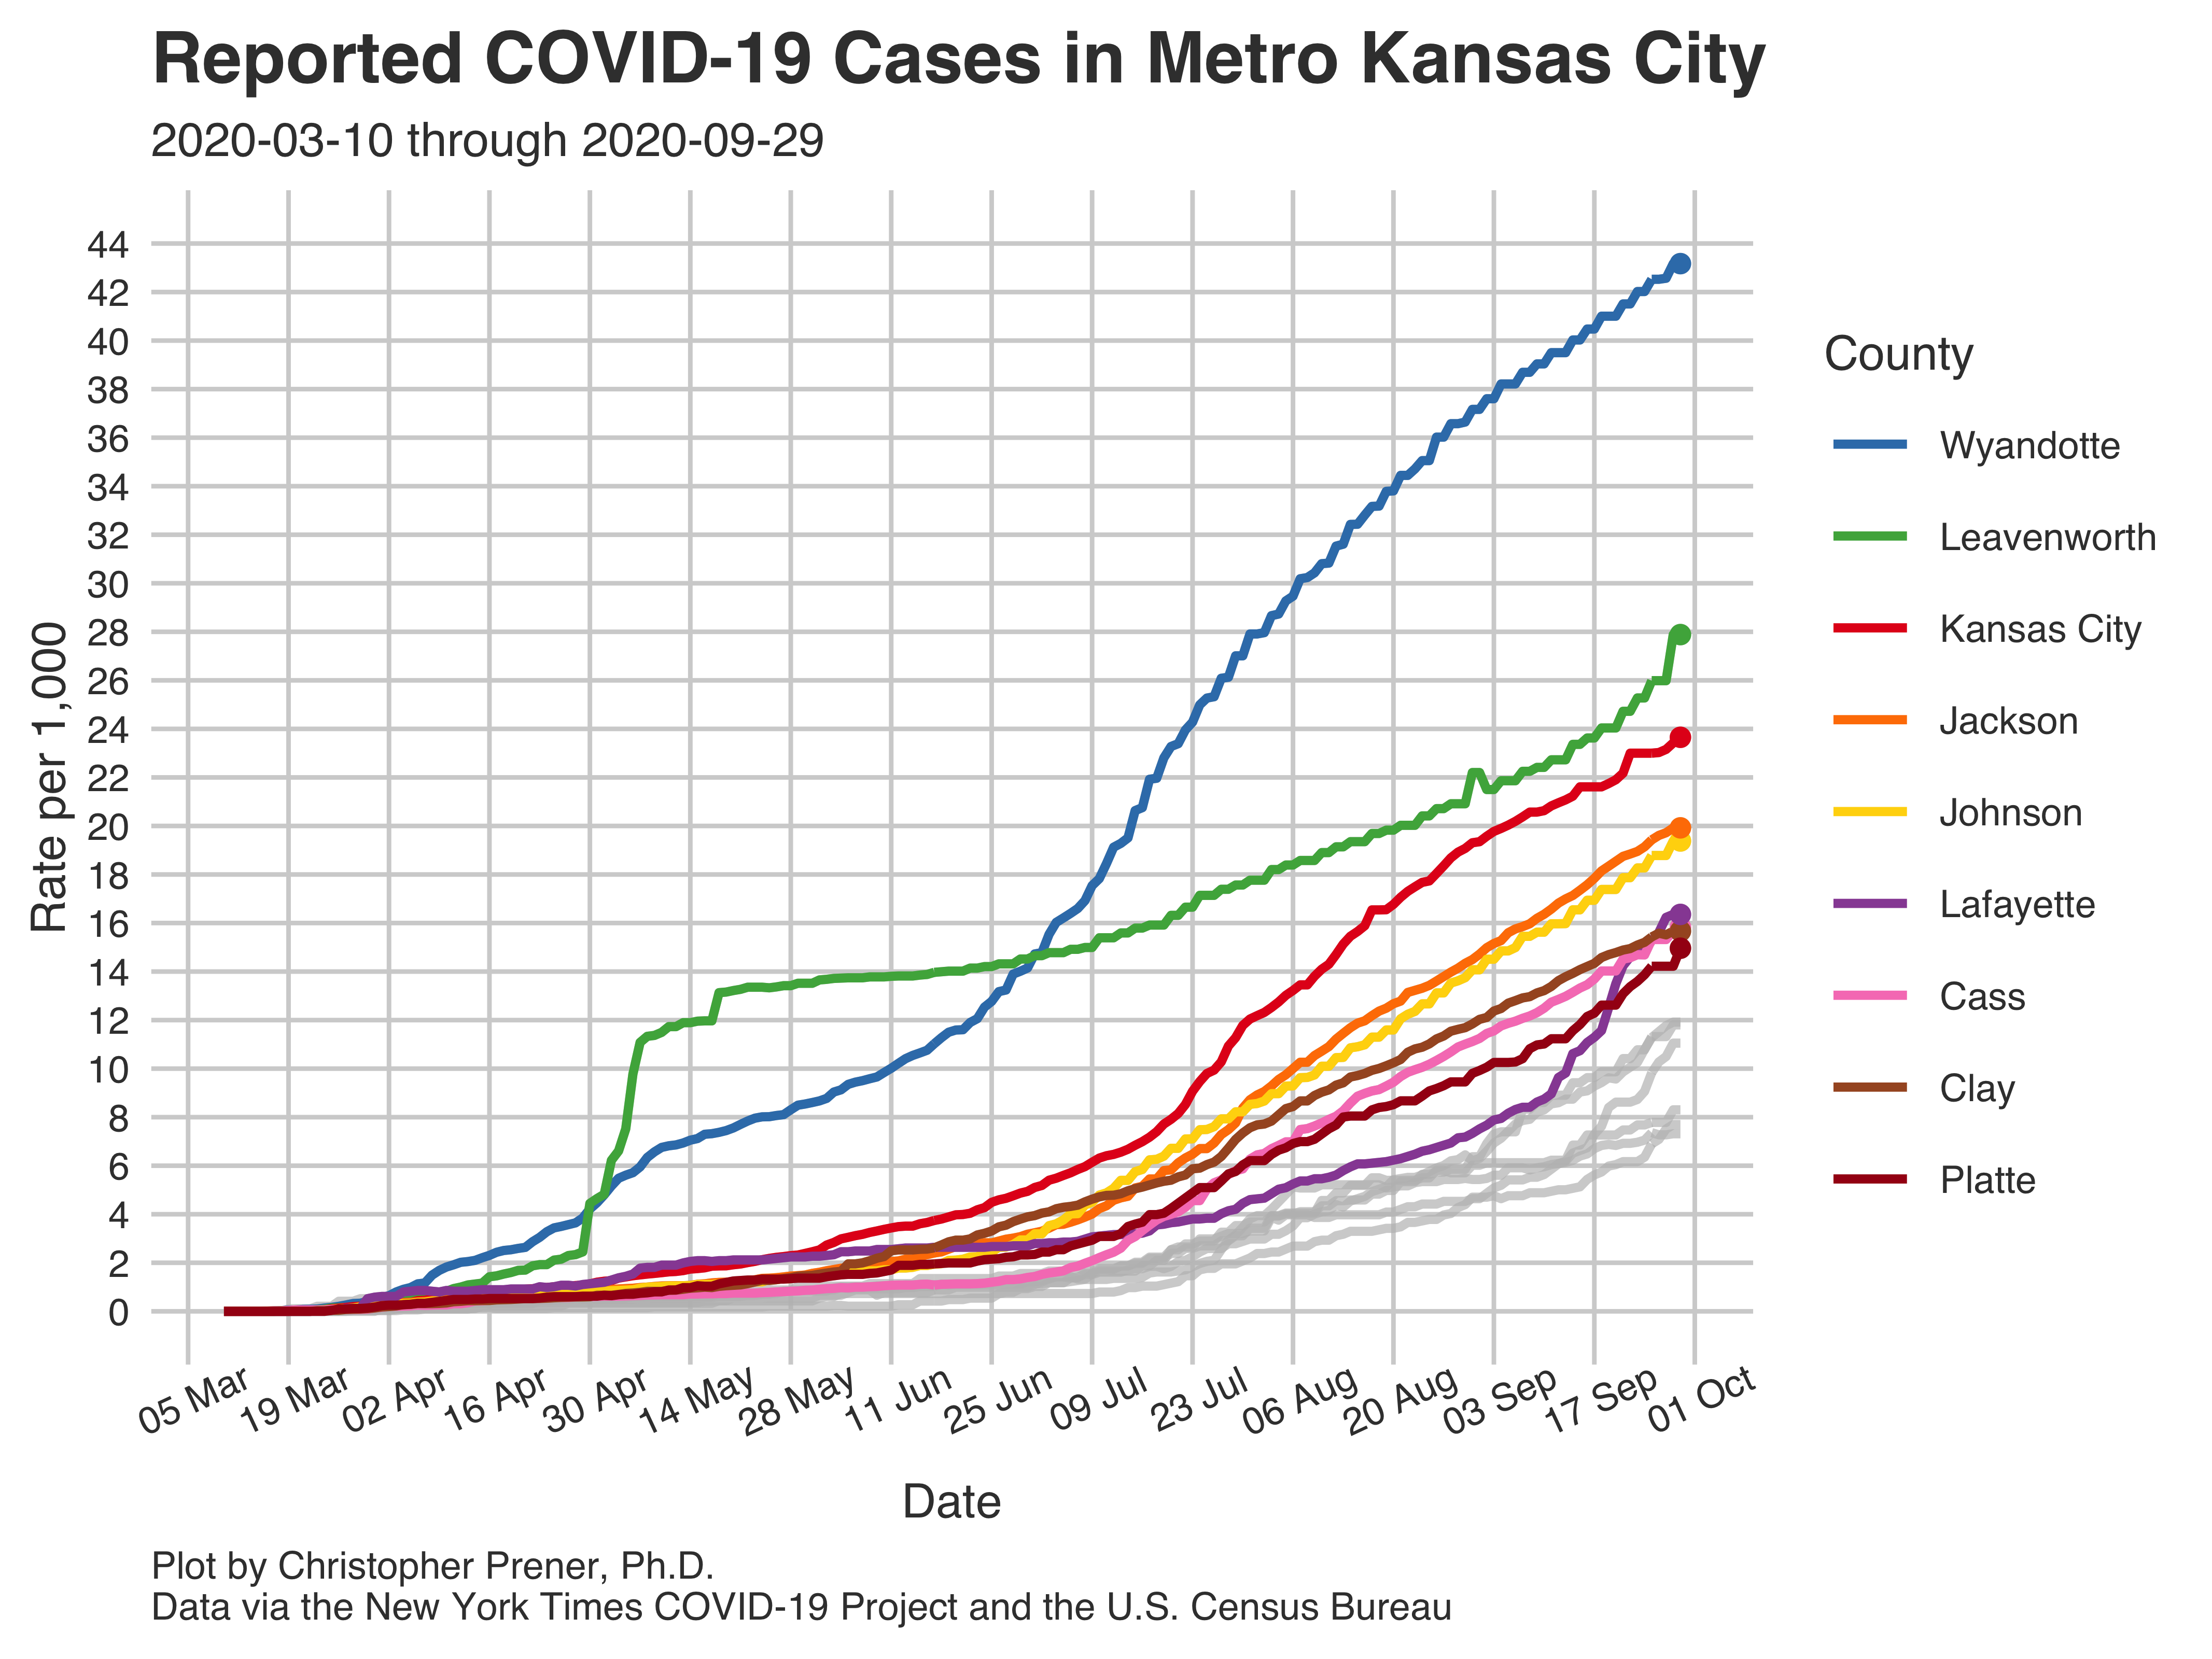 Reported COVID-19 Cases in Metro Kansas City
2020-03-10 through 2020-09-29
44
42
40
38
36
34
32
30
28
26
24
22
20
18
16
14
12
10
8
6
4
2
0
Rate per 1,000
05 Mar
19 Mar
02 Apr
16 Apr
30 Apr
14 May
28 May
11 Jun
25 Jun
09 Jul
23 Jul
06 Aug
20 Aug
03 Sep
17 Sep
01 Oct
Date
County
Wyandotte
Leavenworth
Kansas City
Jackson
Johnson
Lafayette
Cass
Clay
Platte
Plot by Christopher Prener, Ph.D.
Data via the New York Times COVID-19 Project and the U.S. Census Bureau